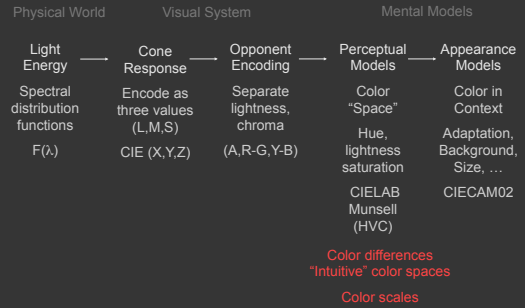 Physical World
Visual System
Mental Models
Light
Energy
Spectral
distribution
functions
F(λ)
Cone
Response
Encode as
three values
(L,M,S)
CIE (X,Y,Z)
Opponent
Encoding
Separate
lightness,
chroma
(A,R-G,Y-B)
Perceptual
Models
Color
“Space”
Hue,
lightness
saturation
CIELAB
Munsell
(HVC)
Appearance
Models
Color in
Context
Adaptation,
Background,
Size, …
CIECAM02
Color differences
“Intuitive” color spaces
Color scales